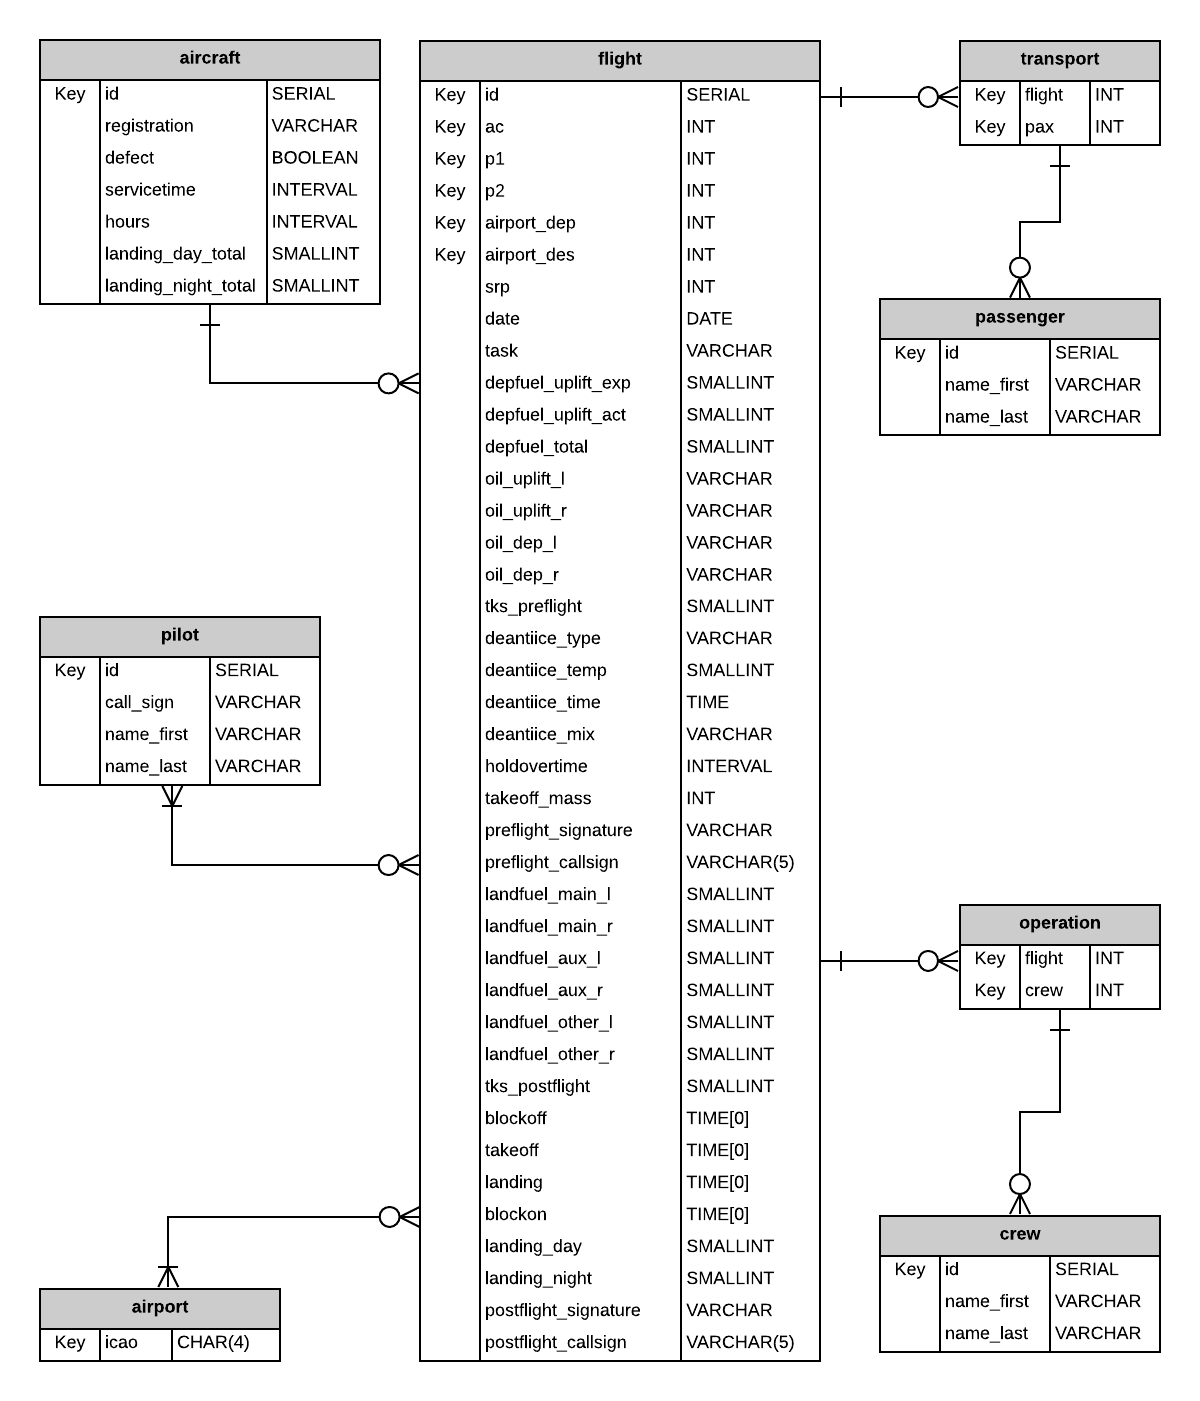 aircraft
Key id SERIAL
registration VARCHAR
defect BOOLEAN
servicetime INTERVAL
hours INTERVAL
landing_day_total SMALLINT
landing_night_total SMALLINT
flight
Key id SERIAL
Key ac INT
Key p1 INT
Key p2 INT
Key airport_dep INT
Key airport_des INT
srp INT
date DATE
task VARCHAR
depfuel_uplift_exp SMALLINT
depfuel_uplift_act SMALLINT
depfuel_total SMALLINT
oil_uplift_l VARCHAR
oil_uplift_r VARCHAR
oil_dep_l VARCHAR
oil_dep_r VARCHAR
tks_preflight SMALLINT
deantiice_type VARCHAR
deantiice_temp SMALLINT
deantiice_time TIME
deantiice_mix VARCHAR
holdovertime INTERVAL
takeoff_mass INT
preflight_signature VARCHAR
preflight_callsign VARCHAR(5)
landfuel_main_l SMALLINT
landfuel_main_r SMALLINT
landfuel_aux_l SMALLINT
landfuel_aux_r SMALLINT
landfuel_other_l SMALLINT
landfuel_other_r SMALLINT
tks_postflight SMALLINT
blockoff TIME[0]
takeoff TIME[0]
landing TIME[0]
blockon TIME[0]
landing_day SMALLINT
landing_night SMALLINT
postflight_signature VARCHAR
postflight_callsign VARCHAR(5)
transport
Key flight INT
Key pax INT
passenger
Key id SERIAL
name_first VARCHAR
name_last VARCHAR
pilot
Key id SERIAL
call_sign VARCHAR
name_first VARCHAR
name_last VARCHAR
operation
Key flight INT
Key crew INT
crew
Key id SERIAL
name_first VARCHAR
name_last VARCHAR
airport
Key icao CHAR(4)